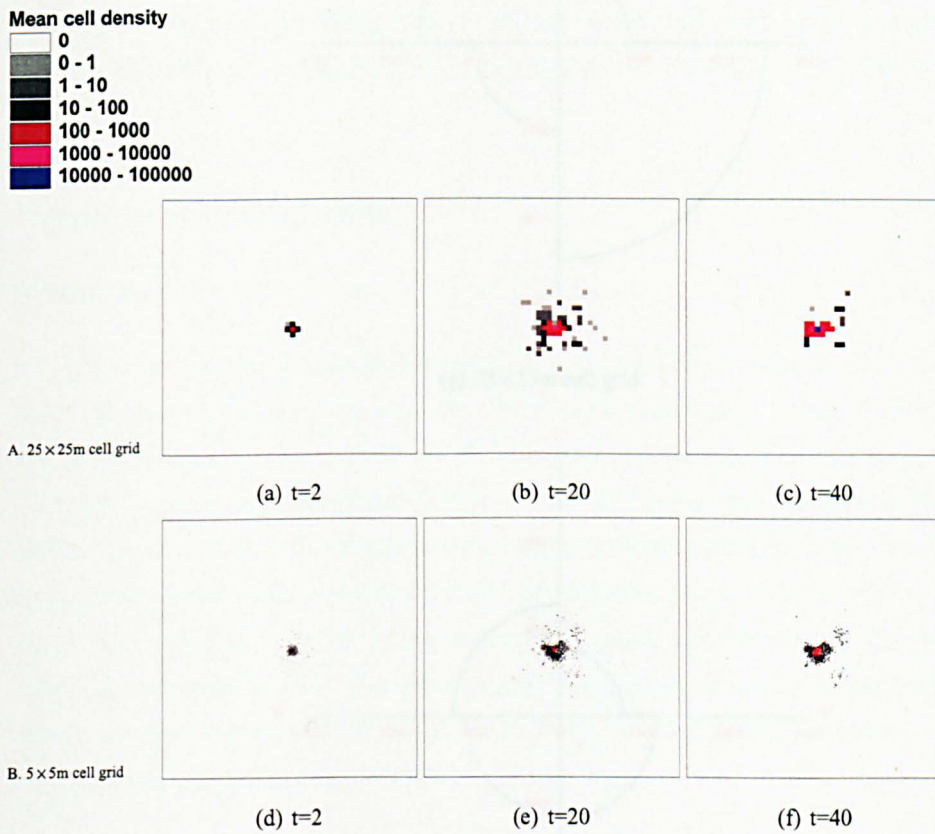 Mean cell density
0
0 - 1
1 - 10
10 - 100
100 - 1000
1000 - 10000
10000 - 100000
A. 25×25m cell grid
(a) t=2
(b) t=20
(c) t=40
B. 5×5m cell grid
(d) t=2
(e) t=20
(f) t=40